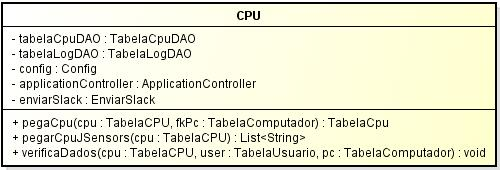 CPU
- tabelaCpuDAO : TabelaCpuDAO
- tabelaLogDAO : TabelaLogDAO
- config : Config
- applicationController : ApplicationController
- enviarSlack : EnviarSlack
+ pegaCpu(cpu : TabelaCPU, fkPc : TabelaComputador) : TabelaCpu
+ pegarCpuJSensors(cpu : TabelaCPU) : List<String>
+ verificaDados(cpu : TabelaCPU, user : TabelaUsuario, pc : TabelaComputador) : void